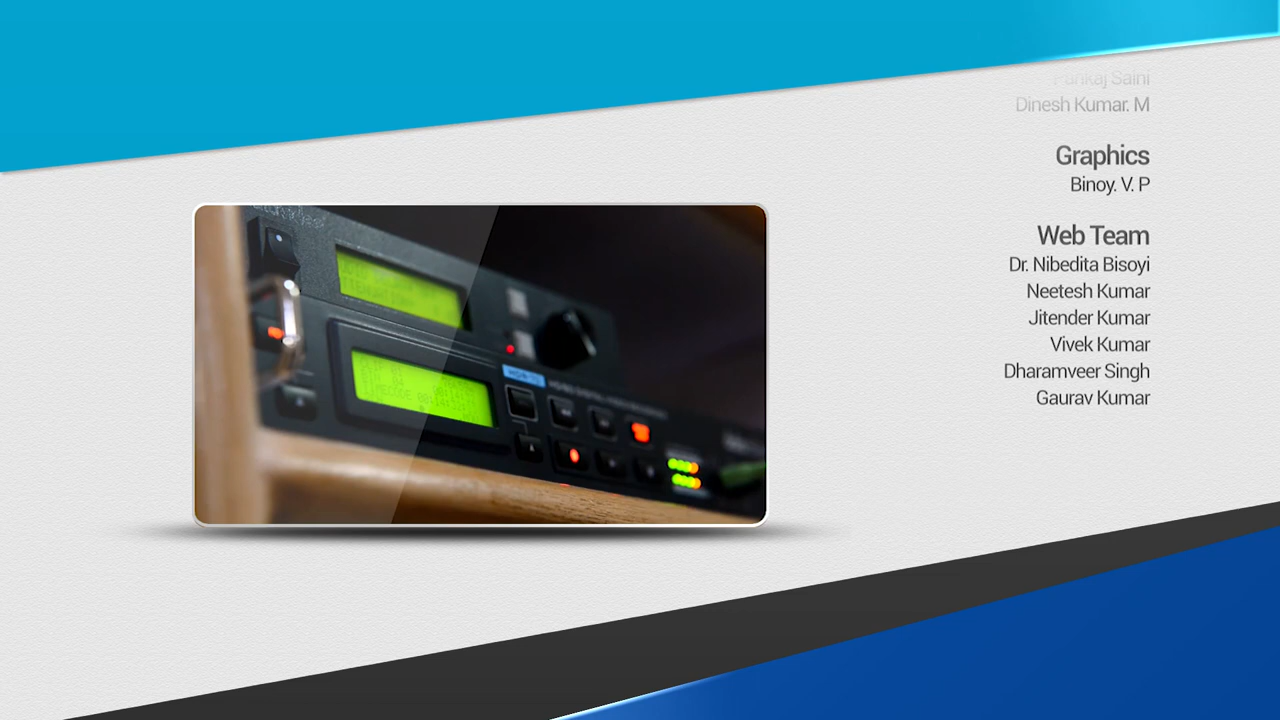 Pankaj Saini
Dinesh Kumar. M
Graphics
Binoy. V. P
Web Team
Dr. Nibedita Bisoyi
Neetesh Kumar
Jitender Kumar
Vivek Kumar
Dharamveer Singh
Gaurav Kumar
TIMECODE